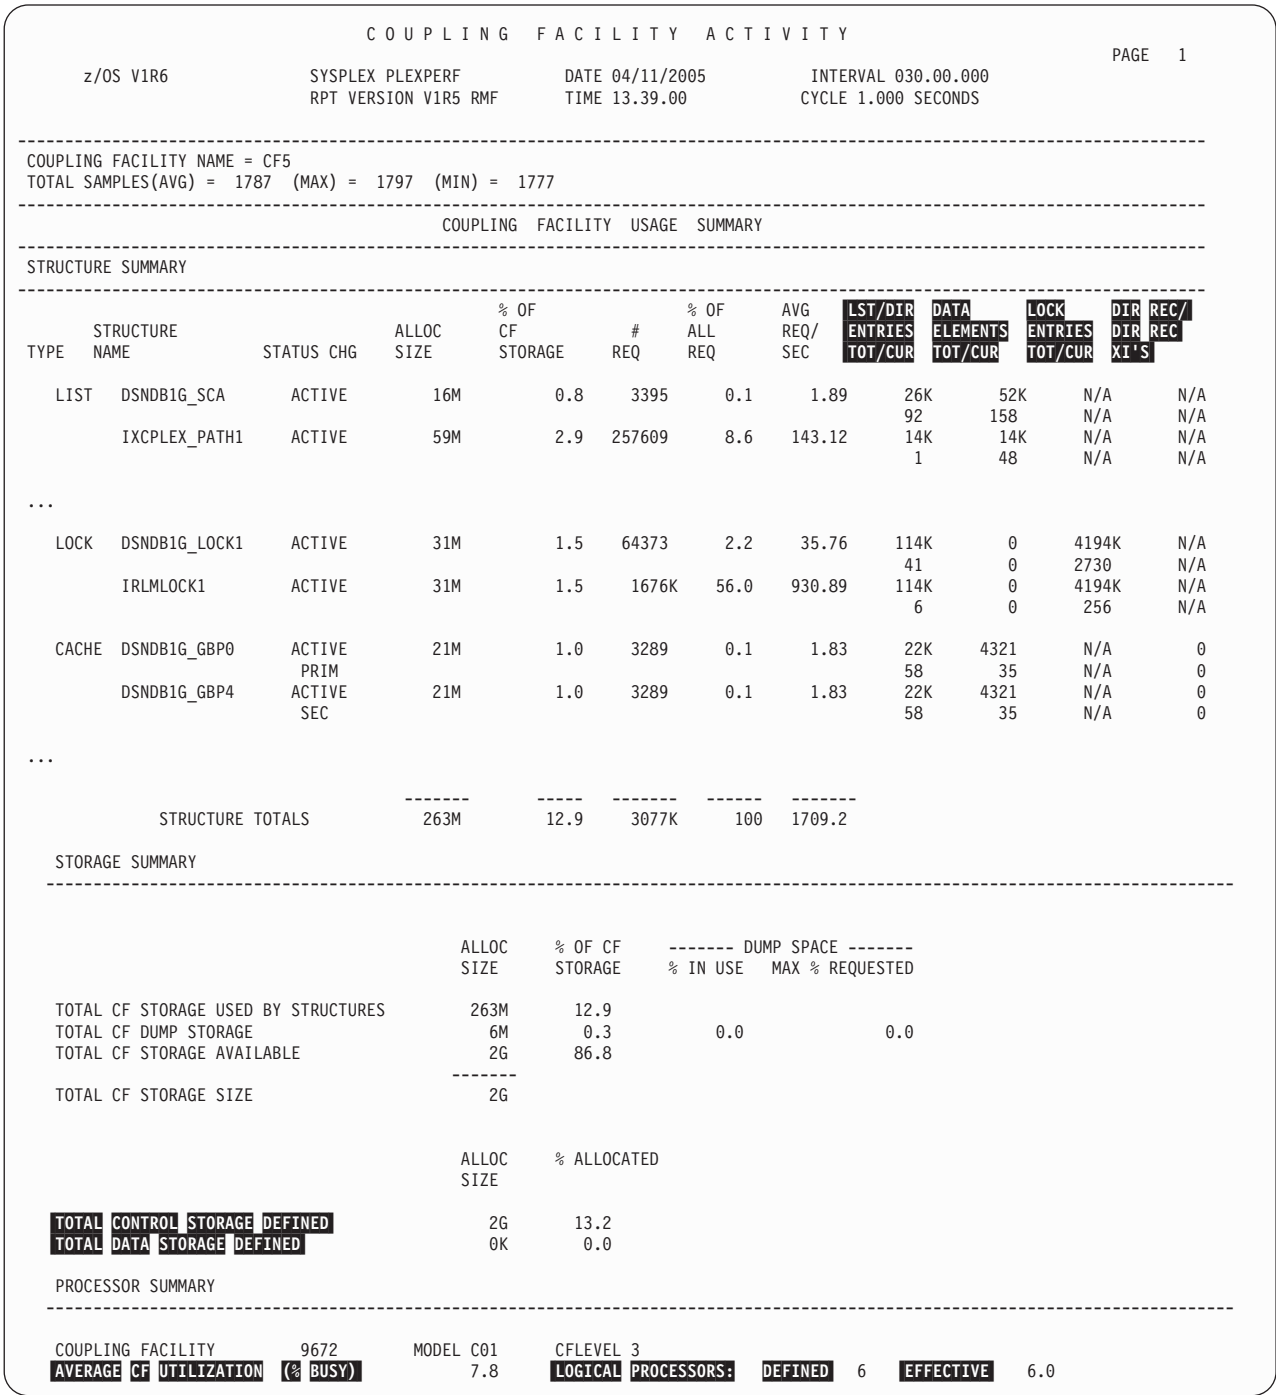 COUPLING FACILITY ACTIVITY
PAGE 1
z/OS V1R6 SYSPLEX PLEXPERF DATE 04/11/2005 INTERVAL 030.00.000
RPT VERSION V1R5 RMF TIME 13.39.00 CYCLE 1.000 SECONDS
COUPLING FACILITY NAME = CF5
TOTAL SAMPLES(AVG) = 1787 (MAX) = 1797 (MIN) = 1777
COUPLING FACILITY USAGE SUMMARY
STRUCTURE SUMMARY
% OF % OF AVG LST/DIR DATA LOCK DIR REC/
STRUCTURE ALLOC CF # ALL REQ/ ENTRIES ELEMENTS ENTRIES DIR REC
TYPE NAME STATUS CHG SIZE STORAGE REQ REQ SEC TOT/CUR TOT/CUR TOT/CUR XI'S
LIST DSNDB1G_SCA ACTIVE 16M 0.8 3395 0.1 1.89 26K 52K N/A N/A
92 158 N/A N/A
IXCPLEX_PATH1 ACTIVE 59M 2.9 257609 8.6 143.12 14K 14K N/A N/A
1 48 N/A N/A
...
LOCK DSNDB1G_LOCK1 ACTIVE 31M 1.5 64373 2.2 35.76 114K 0 4194K N/A
41 0 2730 N/A
IRLMLOCK1 ACTIVE 31M 1.5 1676K 56.0 930.89 114K 0 4194K N/A
6 0 256 N/A
CACHE DSNDB1G_GBP0 ACTIVE 21M 1.0 3289 0.1 1.83 22K 4321 N/A 0
PRIM 58 35 N/A 0
DSNDB1G_GBP4 ACTIVE 21M 1.0 3289 0.1 1.83 22K 4321 N/A 0
SEC 58 35 N/A 0
...
------- ----- ------- ------ -------
STRUCTURE TOTALS 263M 12.9 3077K 100 1709.2
STORAGE SUMMARY
ALLOC % OF CF ------- DUMP SPACE -------
SIZE STORAGE % IN USE MAX % REQUESTED
TOTAL CF STORAGE USED BY STRUCTURES 263M 12.9
TOTAL CF DUMP STORAGE 6M 0.3 0.0 0.0
TOTAL CF STORAGE AVAILABLE 2G 86.8
-------
TOTAL CF STORAGE SIZE 2G
ALLOC % ALLOCATED
SIZE
TOTAL CONTROL STORAGE DEFINED 2G 13.2
TOTAL DATA STORAGE DEFINED 0K 0.0
PROCESSOR SUMMARY
COUPLING FACILITY 9672 MODEL C01 CFLEVEL 3
AVERAGE CF UTILIZATION (% BUSY) 7.8 LOGICAL PROCESSORS: DEFINED 6 EFFECTIVE 6.0